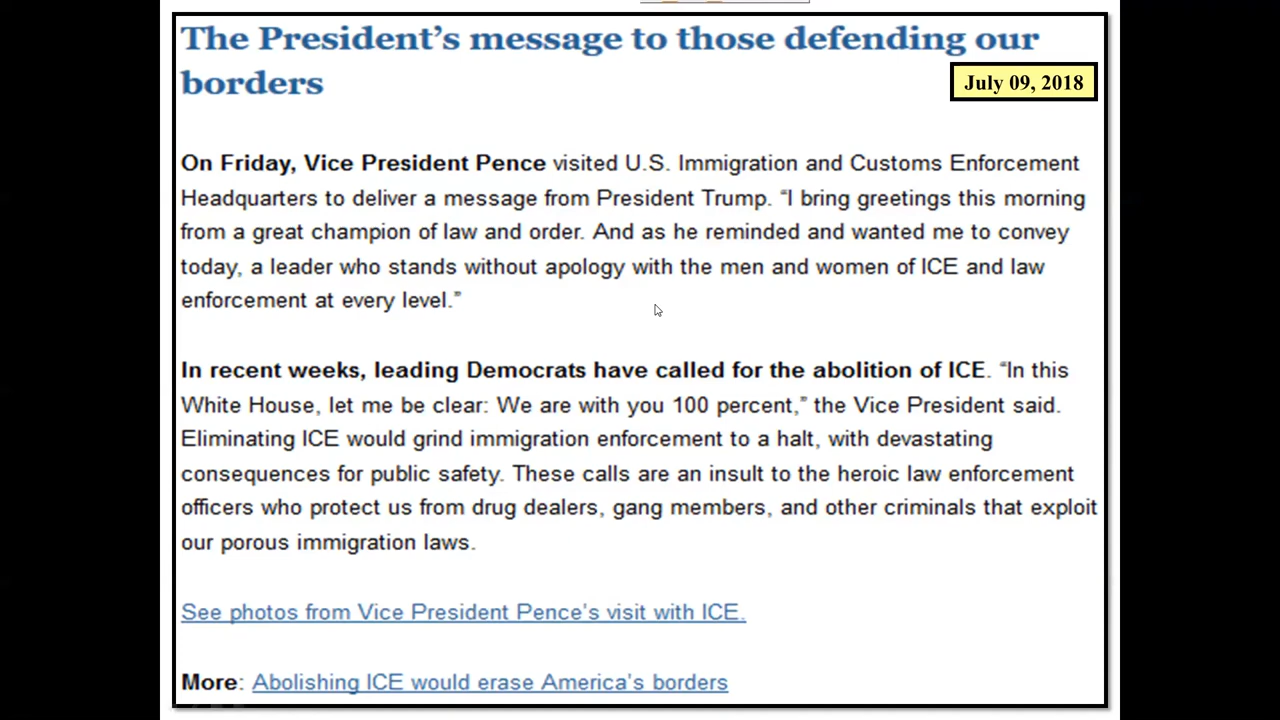 The President’s message to those defending our
borders
July 09, 2018
On Friday, Vice President Pence visited U.S. Immigration and Customs Enforcement
Headquarters to deliver a message from President Trump. “I bring greetings this morning
from a great champion of law and order. And as he reminded and wanted me to convey
today, a leader who stands without apology with the men and women of ICE and law
enforcement at every level.”
In recent weeks, leading Democrats have called for the abolition of ICE. “In this
White House, let me be clear: We are with you 100 percent,” the Vice President said.
Eliminating ICE would grind immigration enforcement to a halt, with devastating
consequences for public safety. These calls are an insult to the heroic law enforcement
officers who protect us from drug dealers, gang members, and other criminals that exploit
our porous immigration laws.
See photos from Vice President Pence’s visit with ICE.
More: Abolishing ICE would erase America’s borders